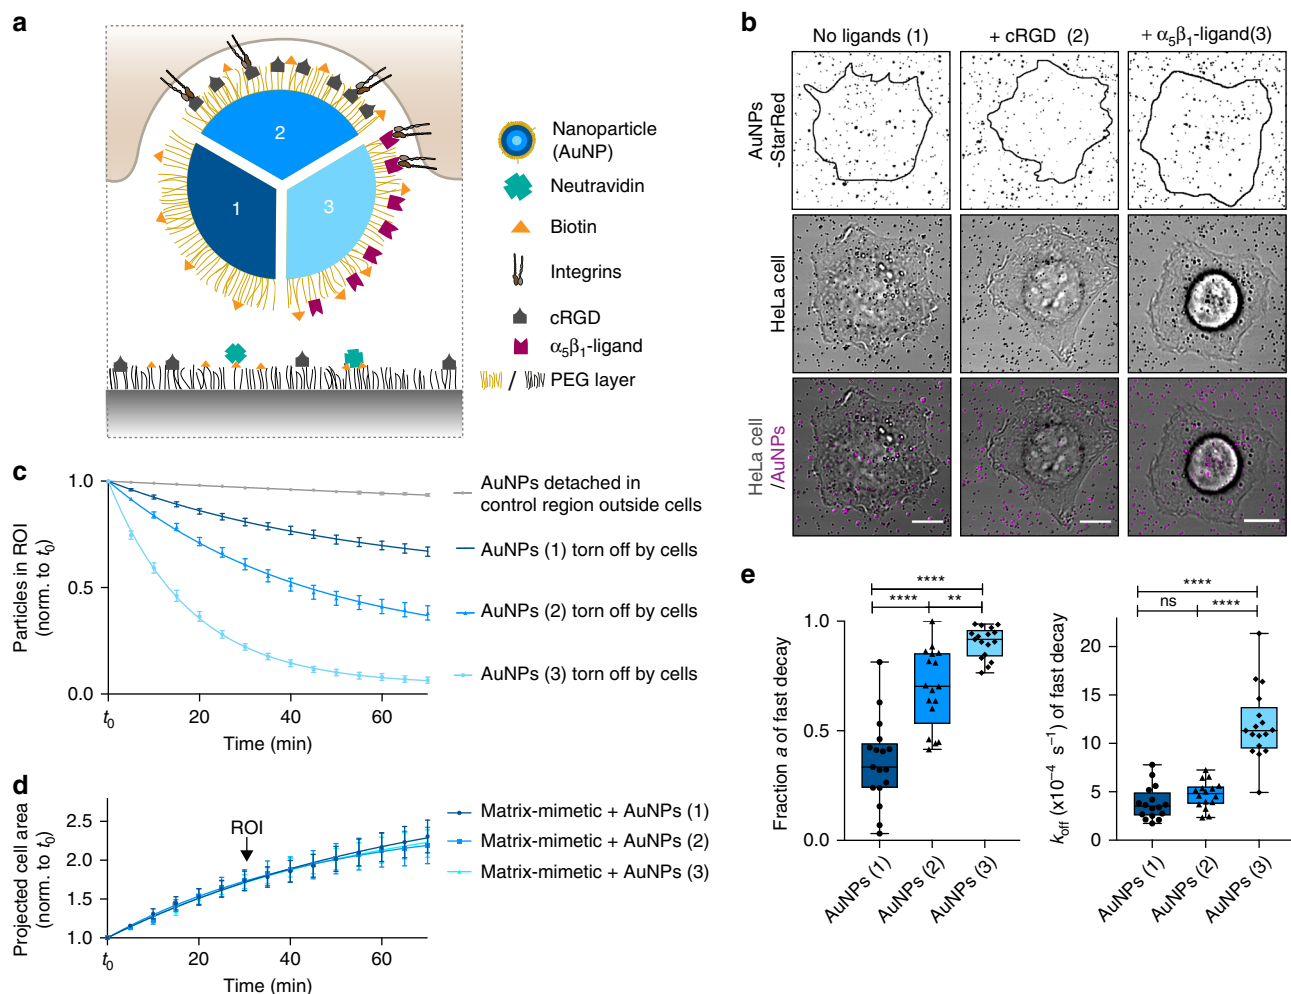 a
2
1
3
Nanoparticle
(AuNP)
Neutravidin
Biotin
Integrins
cRGD
α5β1-ligand
/ PEG layer
b
No ligands (1)
+ cRGD (2)
+ α5β1-ligand(3)
AuNPs
-StarRed
HeLa cell
HeLa cell
/AuNPs
c
Particles in ROI
(norm. to t0)
1.0
0.5
0.0
t0
20
40
60
Time (min)
AuNPs detached in
control region outside cells
AuNPs (1) torn off by cells
AuNPs (2) torn off by cells
AuNPs (3) torn off by cells
d
Projected cell area
(norm. to t0)
2.5
2.0
1.5
1.0
ROI
t0
20
40
60
Time (min)
Matrix-mimetic + AuNPs (1)
Matrix-mimetic + AuNPs (2)
Matrix-mimetic + AuNPs (3)
e
Fraction a of fast decay
1.0
0.5
0.0
****
**** **
AuNPs (1)
AuNPs (2)
AuNPs (3)
koff (x10−4 s−1) of fast decay
20
15
10
5
0
****
ns ****
AuNPs (1)
AuNPs (2)
AuNPs (3)